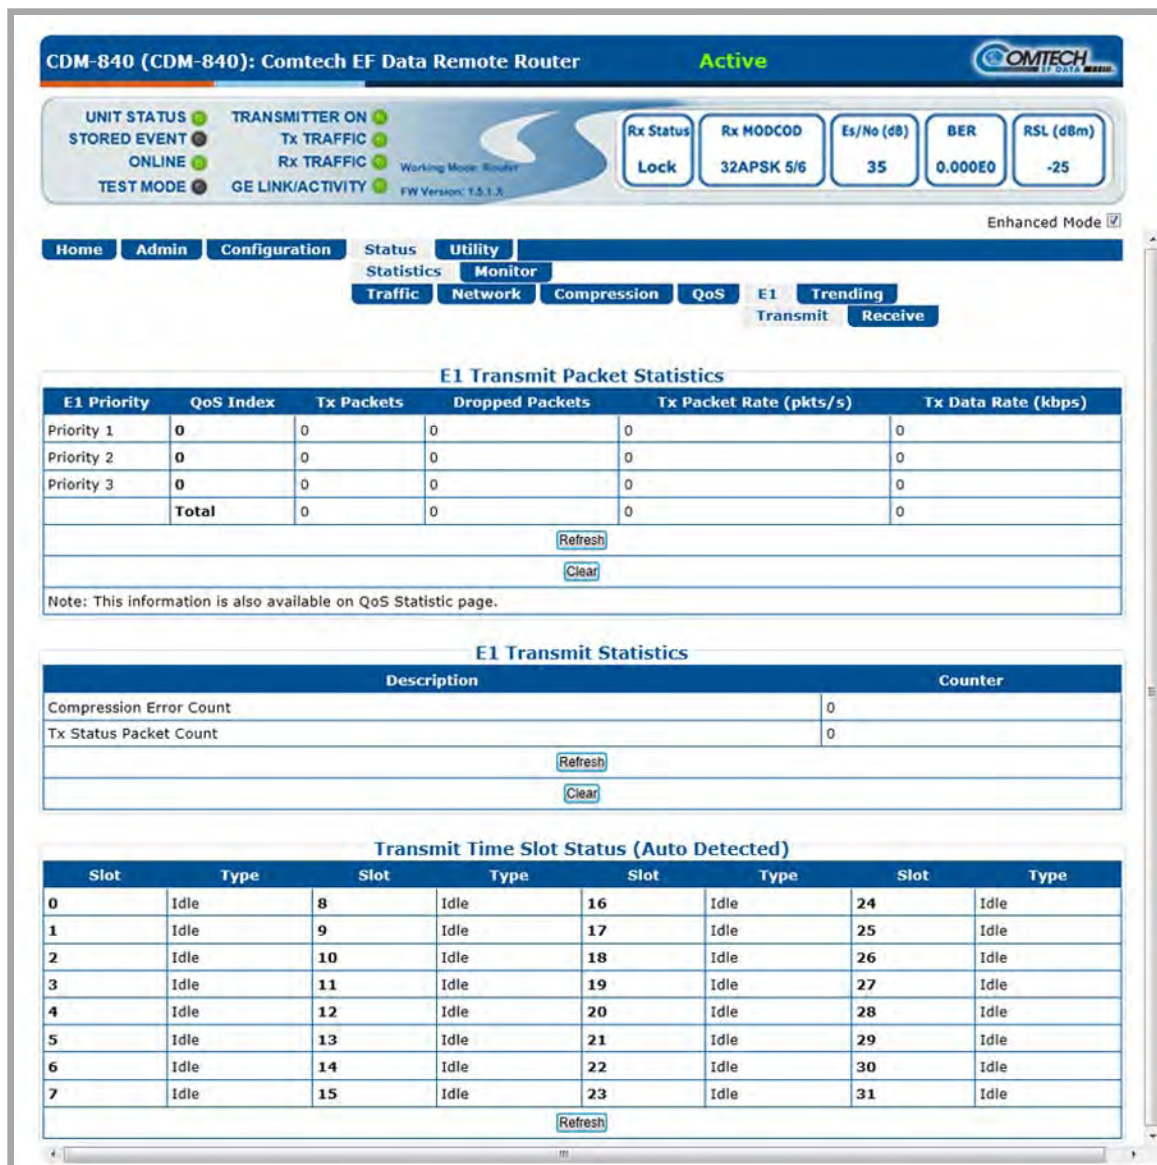 CDM-840 (CDM-840): Comtech EF Data Remote Router Active COMTECH
EF DATA
UNIT STATUS TRANSMITTER ON
STORED EVENT Tx TRAFFIC
ONLINE Rx TRAFFIC Working Mode: Router
TEST MODE GE LINK/ACTIVITY FW Version: 1.5.1.X
Rx Status Rx MODCOD Es/No (dB) BER RSL (dBm)
Lock 32APSK 5/6 35 0.000E0 -25
Enhanced Mode
Home Admin Configuration Status Utility
Statistics Monitor
Traffic Network Compression QoS E1 Trending
Transmit Receive
E1 Transmit Packet Statistics
E1 Priority QoS Index Tx Packets Dropped Packets Tx Packet Rate (pkts/s) Tx Data Rate (kbps)
Priority 1 0 0 0 0 0
Priority 2 0 0 0 0 0
Priority 3 0 0 0 0 0
Total 0 0 0 0
Refresh
Clear
Note: This information is also available on QoS Statistic page.
E1 Transmit Statistics
Description Counter
Compression Error Count 0
Tx Status Packet Count 0
Refresh
Clear
Transmit Time Slot Status (Auto Detected)
Slot Type Slot Type Slot Type Slot Type
0 Idle 8 Idle 16 Idle 24 Idle
1 Idle 9 Idle 17 Idle 25 Idle
2 Idle 10 Idle 18 Idle 26 Idle
3 Idle 11 Idle 19 Idle 27 Idle
4 Idle 12 Idle 20 Idle 28 Idle
5 Idle 13 Idle 21 Idle 29 Idle
6 Idle 14 Idle 22 Idle 30 Idle
7 Idle 15 Idle 23 Idle 31 Idle
Refresh